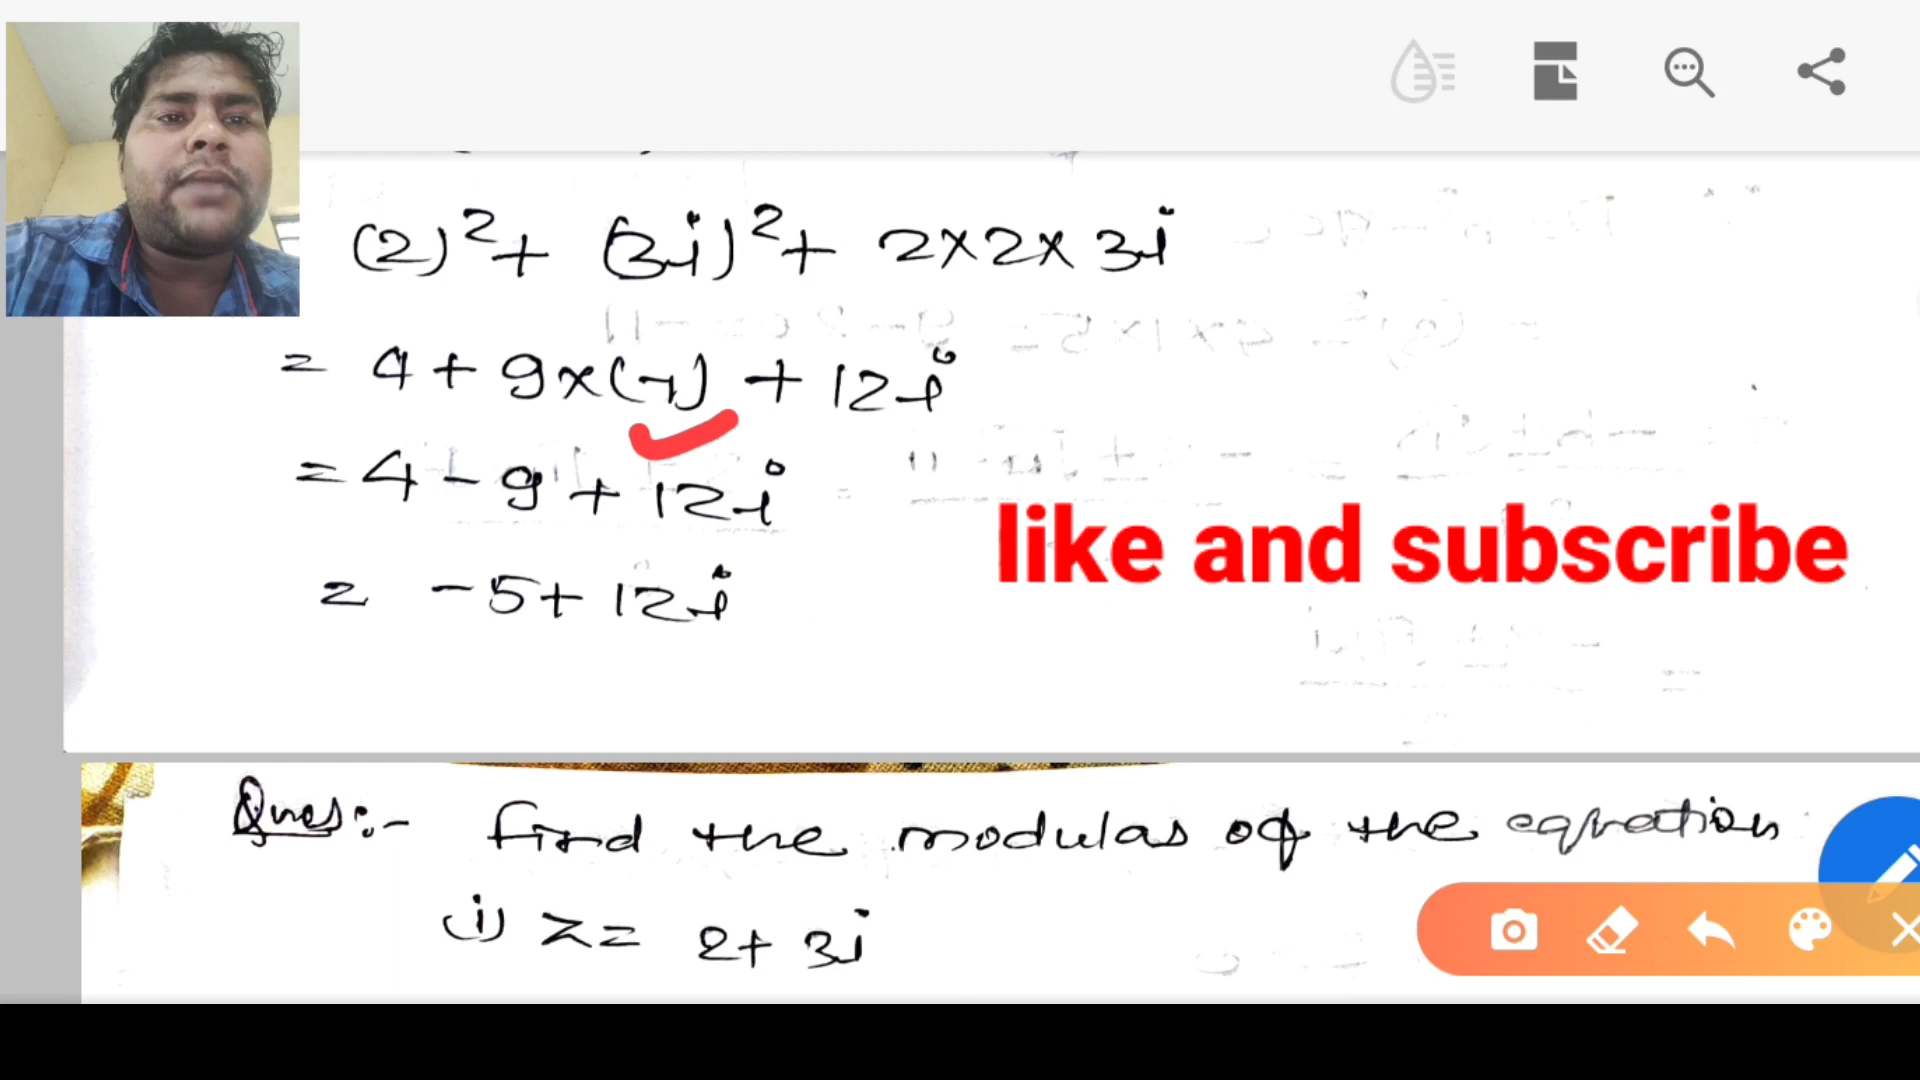 (2)²+ (3i)²+ 2×2×3i
= 4+9×(-1) +12i
=4-9+12i
= -5+12i
like and subscribe
Ques:- find the modulas of the equation
(i) z= 2+3i